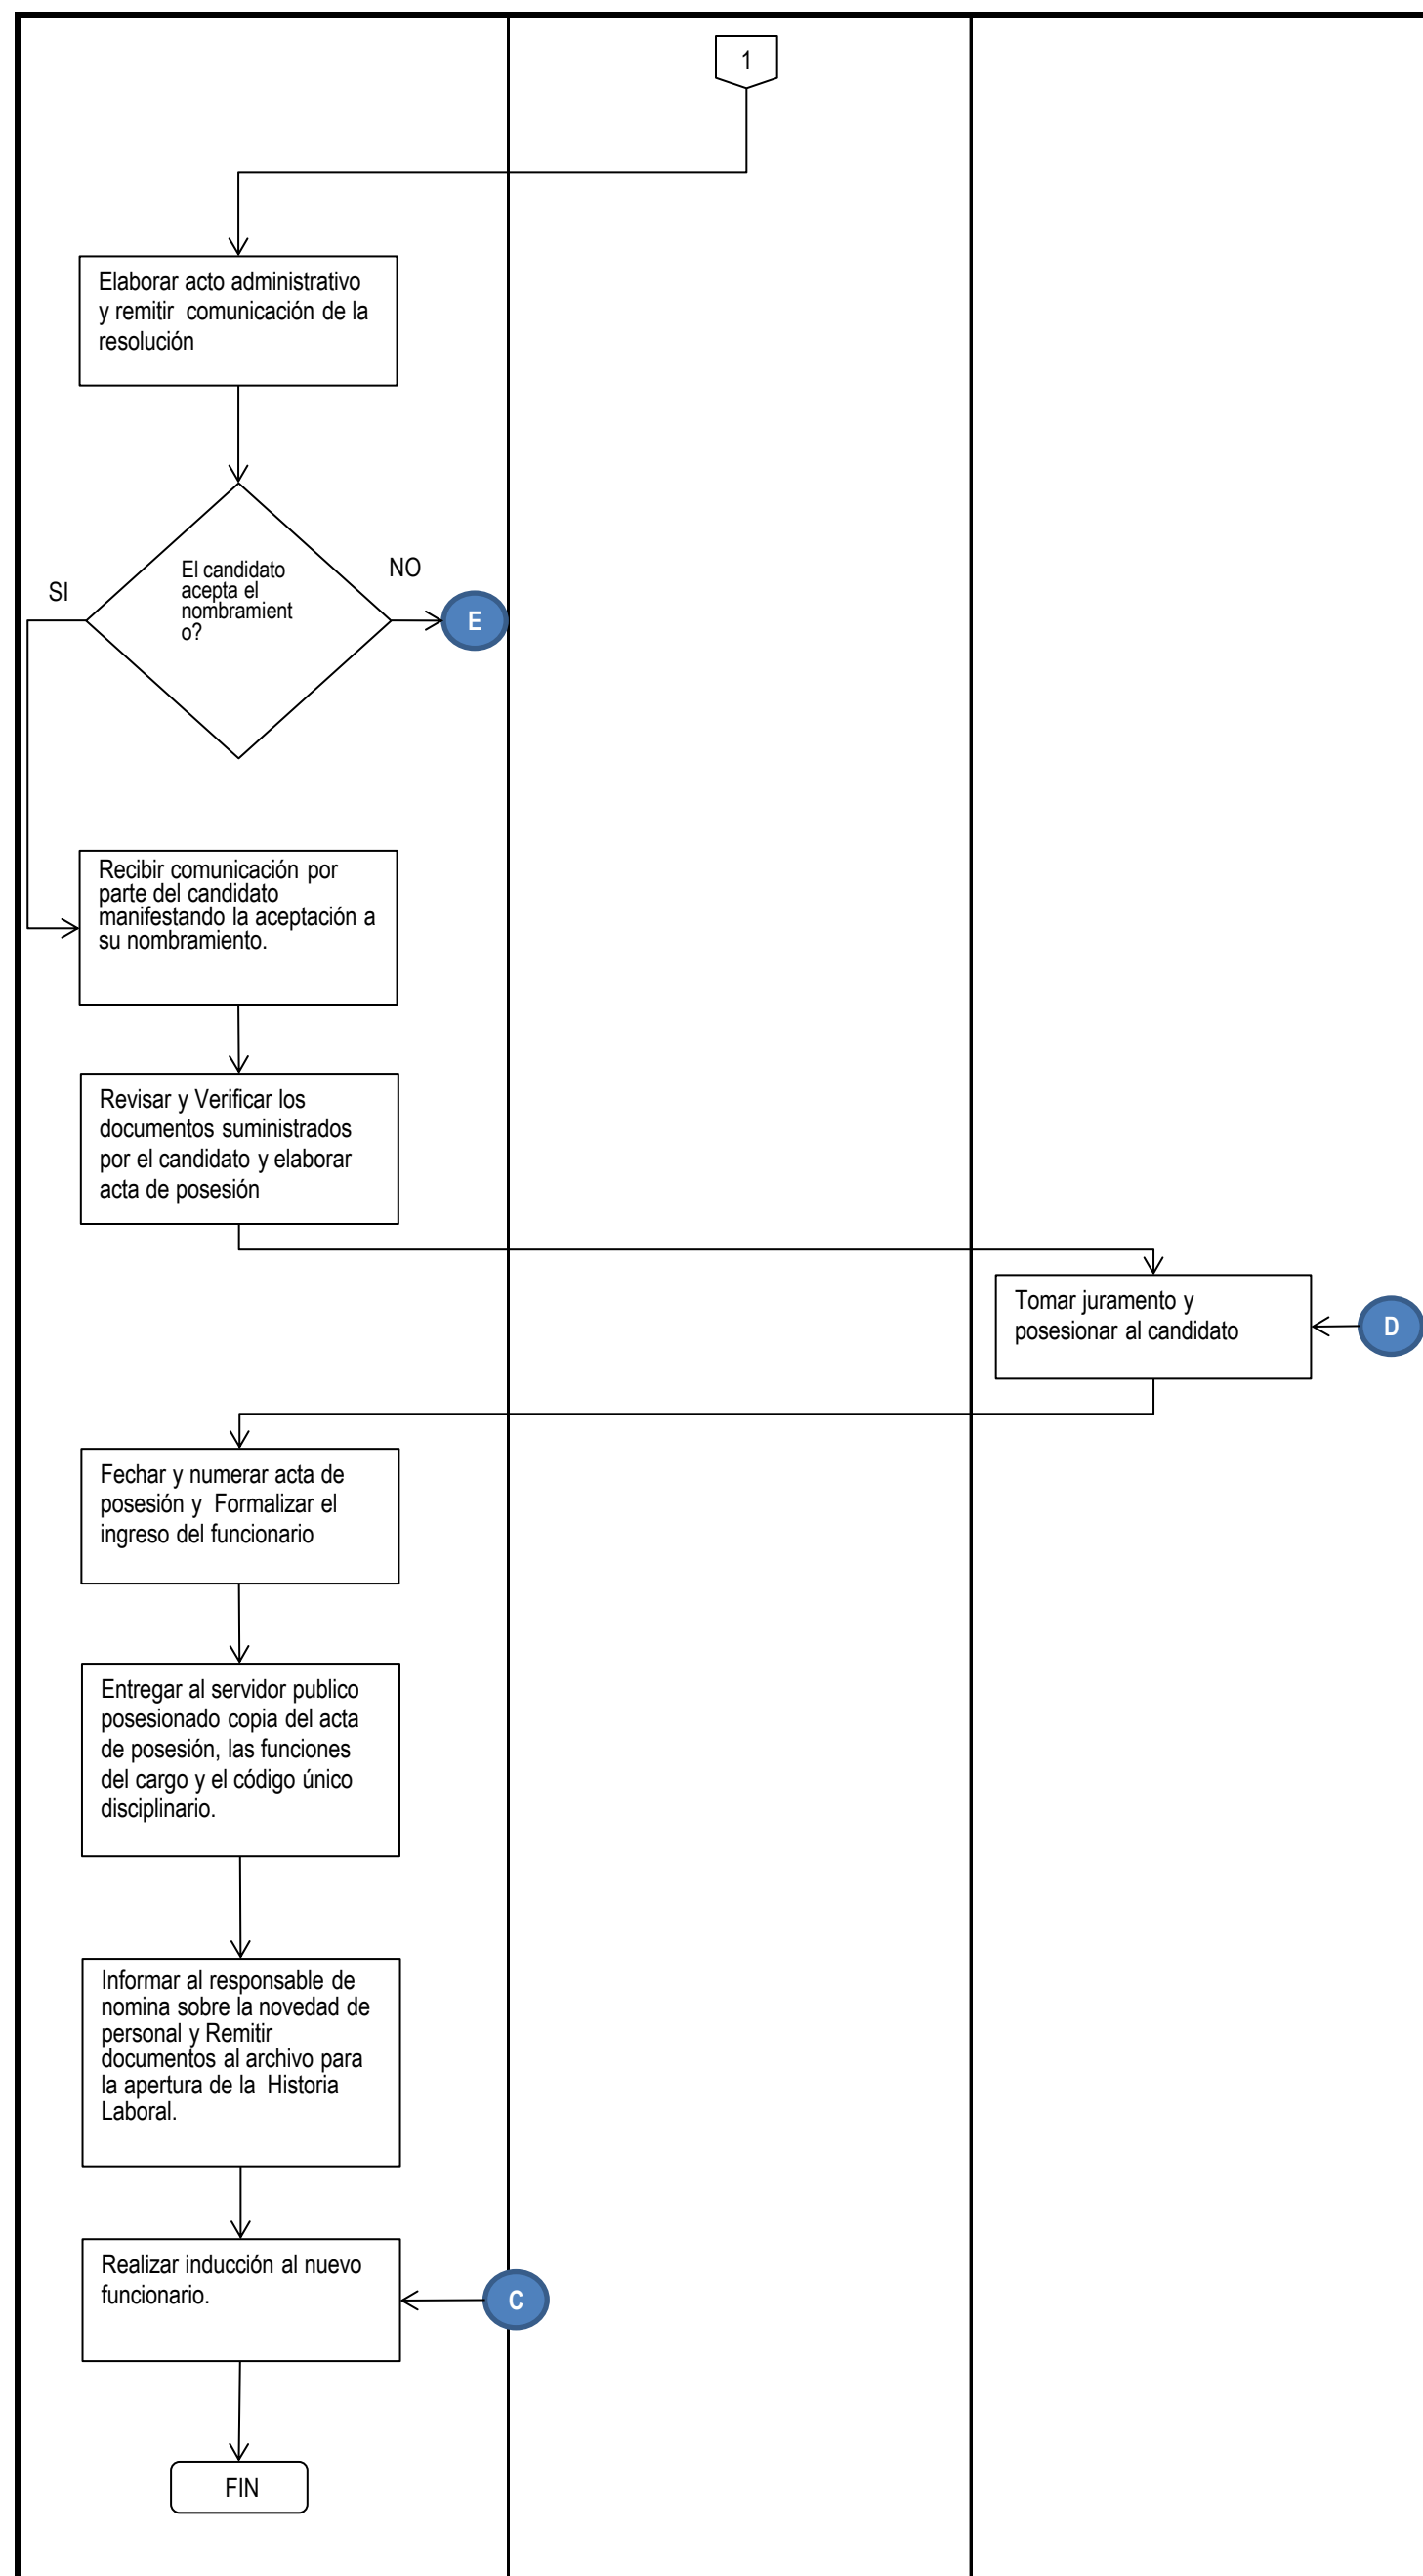 1
Elaborar acto administrativo
y remitir comunicación de la
resolución
El candidato
acepta el
nombramient
o?
SI
NO
E
Recibir comunicación por
parte del candidato
manifestando la aceptación a
su nombramiento.
Revisar y Verificar los
documentos suministrados
por el candidato y elaborar
acta de posesión
Tomar juramento y
posesionar al candidato
D
Fechar y numerar acta de
posesión y Formalizar el
ingreso del funcionario
Entregar al servidor publico
posesionado copia del acta
de posesión, las funciones
del cargo y el código único
disciplinario.
Informar al responsable de
nomina sobre la novedad de
personal y Remitir
documentos al archivo para
la apertura de la Historia
Laboral.
Realizar inducción al nuevo
funcionario.
C
FIN